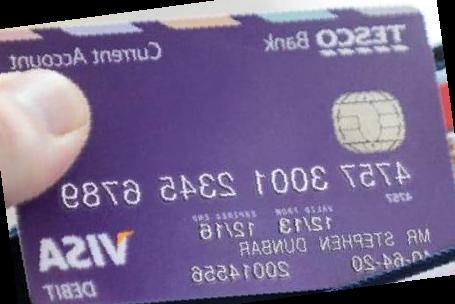 TESCO Bank Current Account
4757 3001 2345 6789
4757
VALID FROM EXPIRES END
12/13 12/16
MR STEPHEN DUNBAR
0-64-20 20014556
VISA
DEBIT